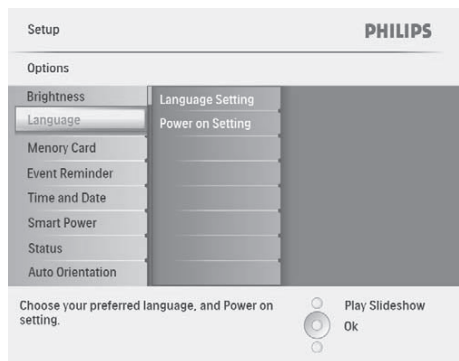 Setup PHILIPS
Options
Brightness
Language
Menory Card
Event Reminder
Time and Date
Smart Power
Status
Auto Orientation
Language Setting
Power on Setting
Choose your preferred language, and Power on
setting.
Play Slideshow
Ok